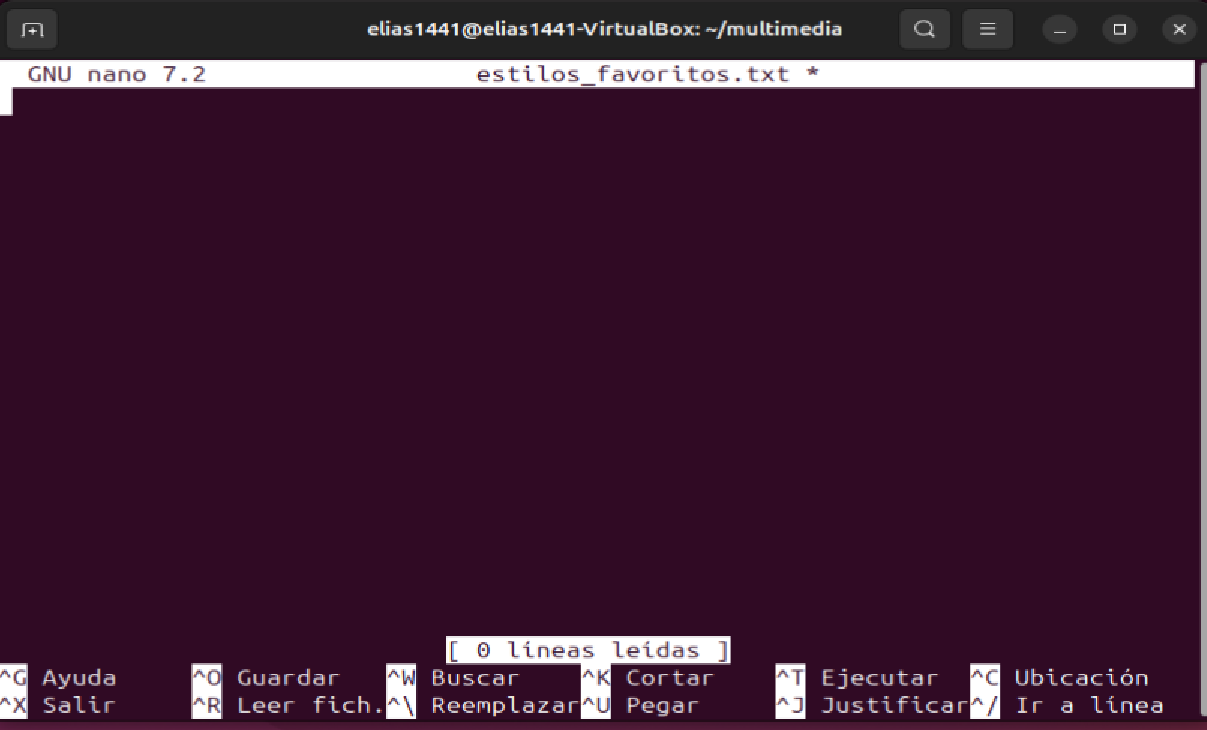 elias1441@elias1441-VirtualBox: ~/multimedia
GNU nano 7.2 estilos_favoritos.txt *
[ 0 líneas leídas ]
^G Ayuda ^O Guardar ^W Buscar ^K Cortar ^T Ejecutar ^C Ubicación
^X Salir ^R Leer fich. ^\ Reemplazar ^U Pegar ^J Justificar ^/ Ir a línea